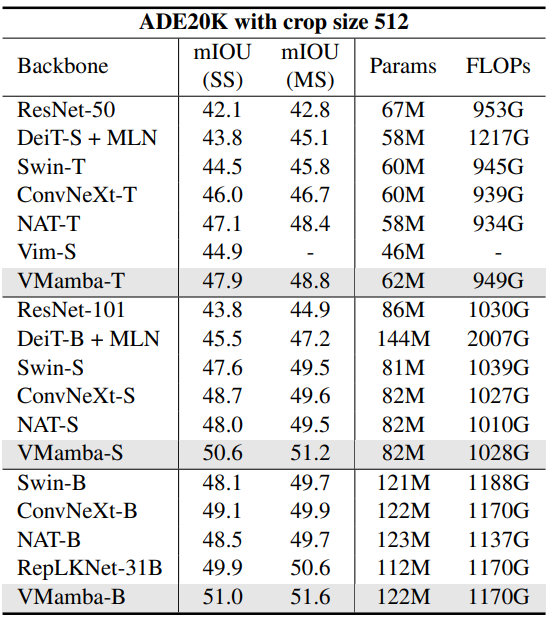 ADE20K with crop size 512
Backbone mIOU (SS) mIOU (MS) Params FLOPs
ResNet-50 42.1 42.8 67M 953G
DeiT-S + MLN 43.8 45.1 58M 1217G
Swin-T 44.5 45.8 60M 945G
ConvNeXt-T 46.0 46.7 60M 939G
NAT-T 47.1 48.4 58M 934G
Vim-S 44.9 - 46M -
VMamba-T 47.9 48.8 62M 949G
ResNet-101 43.8 44.9 86M 1030G
DeiT-B + MLN 45.5 47.2 144M 2007G
Swin-S 47.6 49.5 81M 1039G
ConvNeXt-S 48.7 49.6 82M 1027G
NAT-S 48.0 49.5 82M 1010G
VMamba-S 50.6 51.2 82M 1028G
Swin-B 48.1 49.7 121M 1188G
ConvNeXt-B 49.1 49.9 122M 1170G
NAT-B 48.5 49.7 123M 1137G
RepLKNet-31B 49.9 50.6 112M 1170G
VMamba-B 51.0 51.6 122M 1170G